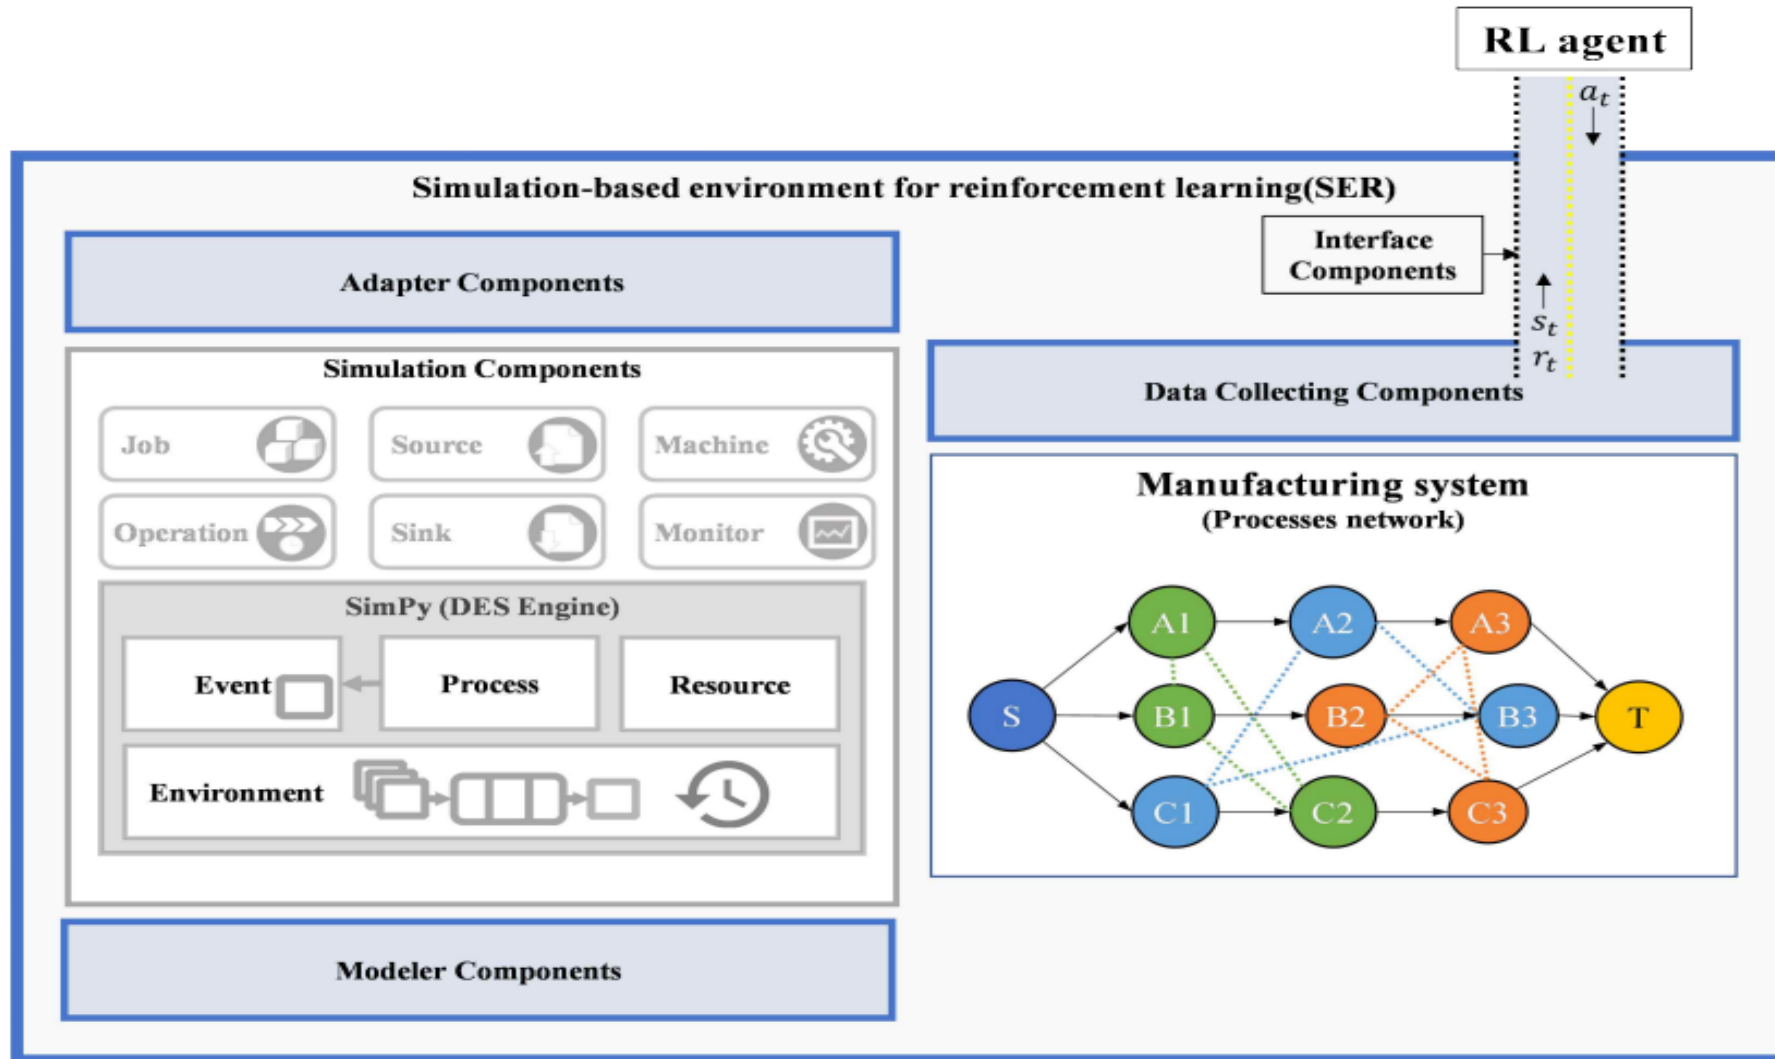 RL agent
a_t
Simulation-based environment for reinforcement learning(SER)
Interface
Components
s_t
r_t
Adapter Components
Simulation Components
Job
Source
Machine
Operation
Sink
Monitor
SimPy (DES Engine)
Event
Process
Resource
Environment
Modeler Components
Data Collecting Components
Manufacturing system
(Processes network)
A1
A2
A3
S
B1
B2
B3
T
C1
C2
C3